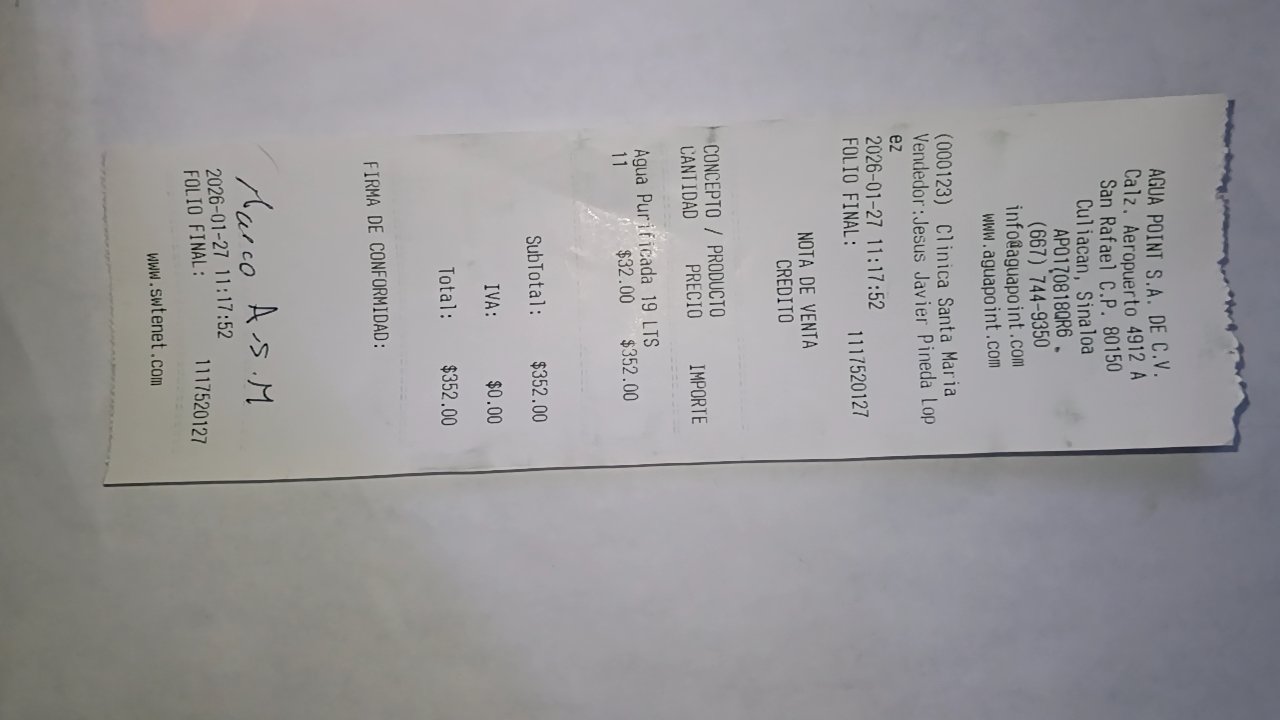 AGUA POINT S.A. DE C.V.
Calz. Aeropuerto 4912 A
San Rafael C.P. 80150
Culiacan, Sinaloa
APO170818QR6
(667) 744-9350
info@aguapoint.com
www.aguapoint.com
(000123) Clinica Santa Maria
Vendedor:Jesus Javier Pineda Lop
ez
2026-01-27 11:17:52
FOLIO FINAL: 1117520127
NOTA DE VENTA
CREDITO
CONCEPTO / PRODUCTO
CANTIDAD PRECIO IMPORTE
Agua Purificada 19 LTS
11 $32.00 $352.00
SubTotal: $352.00
IVA: $0.00
Total: $352.00
FIRMA DE CONFORMIDAD:
Marco A.S.M
2026-01-27 11:17:52
FOLIO FINAL: 1117520127
www.swtenet.com